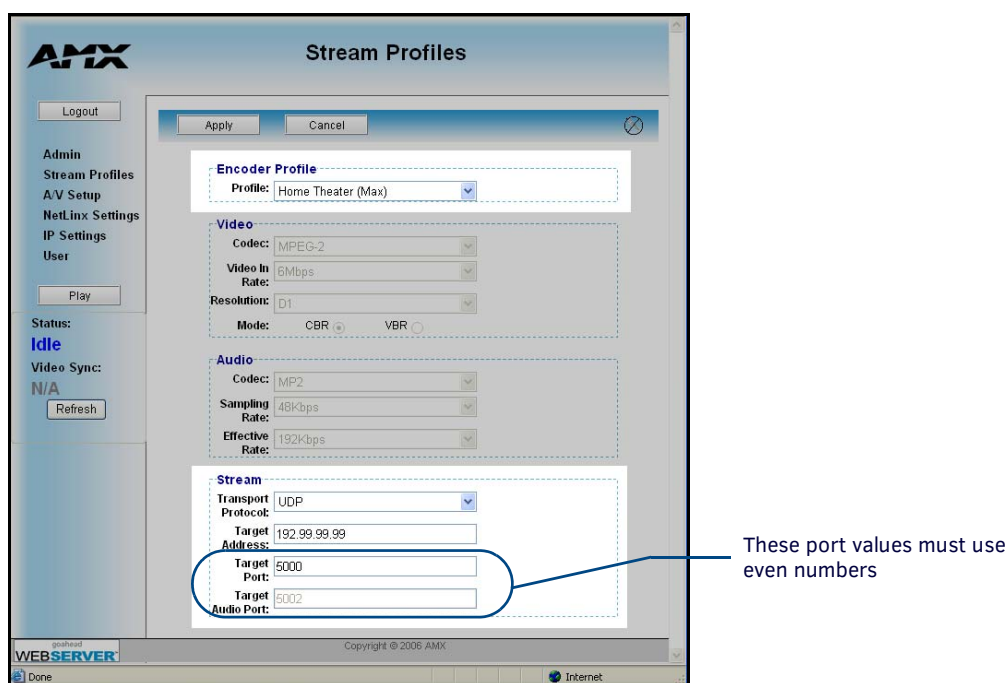 AMX
Stream Profiles
Logout
Apply
Cancel
Admin
Stream Profiles
A/V Setup
NetLinx Settings
IP Settings
User
Play
Status:
Idle
Video Sync:
N/A
Refresh
Encoder Profile
Profile: Home Theater (Max)
Video
Codec: MPEG-2
Video In
Rate: 6Mbps
Resolution: D1
Mode: CBR VBR
Audio
Codec: MP2
Sampling
Rate: 48Kbps
Effective
Rate: 192Kbps
Stream
Transport
Protocol: UDP
Target
Address: 192.99.99.99
Target
Port: 5000
Target
Audio Port: 5002
These port values must use
even numbers
goahead
WEBSERVER
Copyright © 2006 AMX
Done
Internet